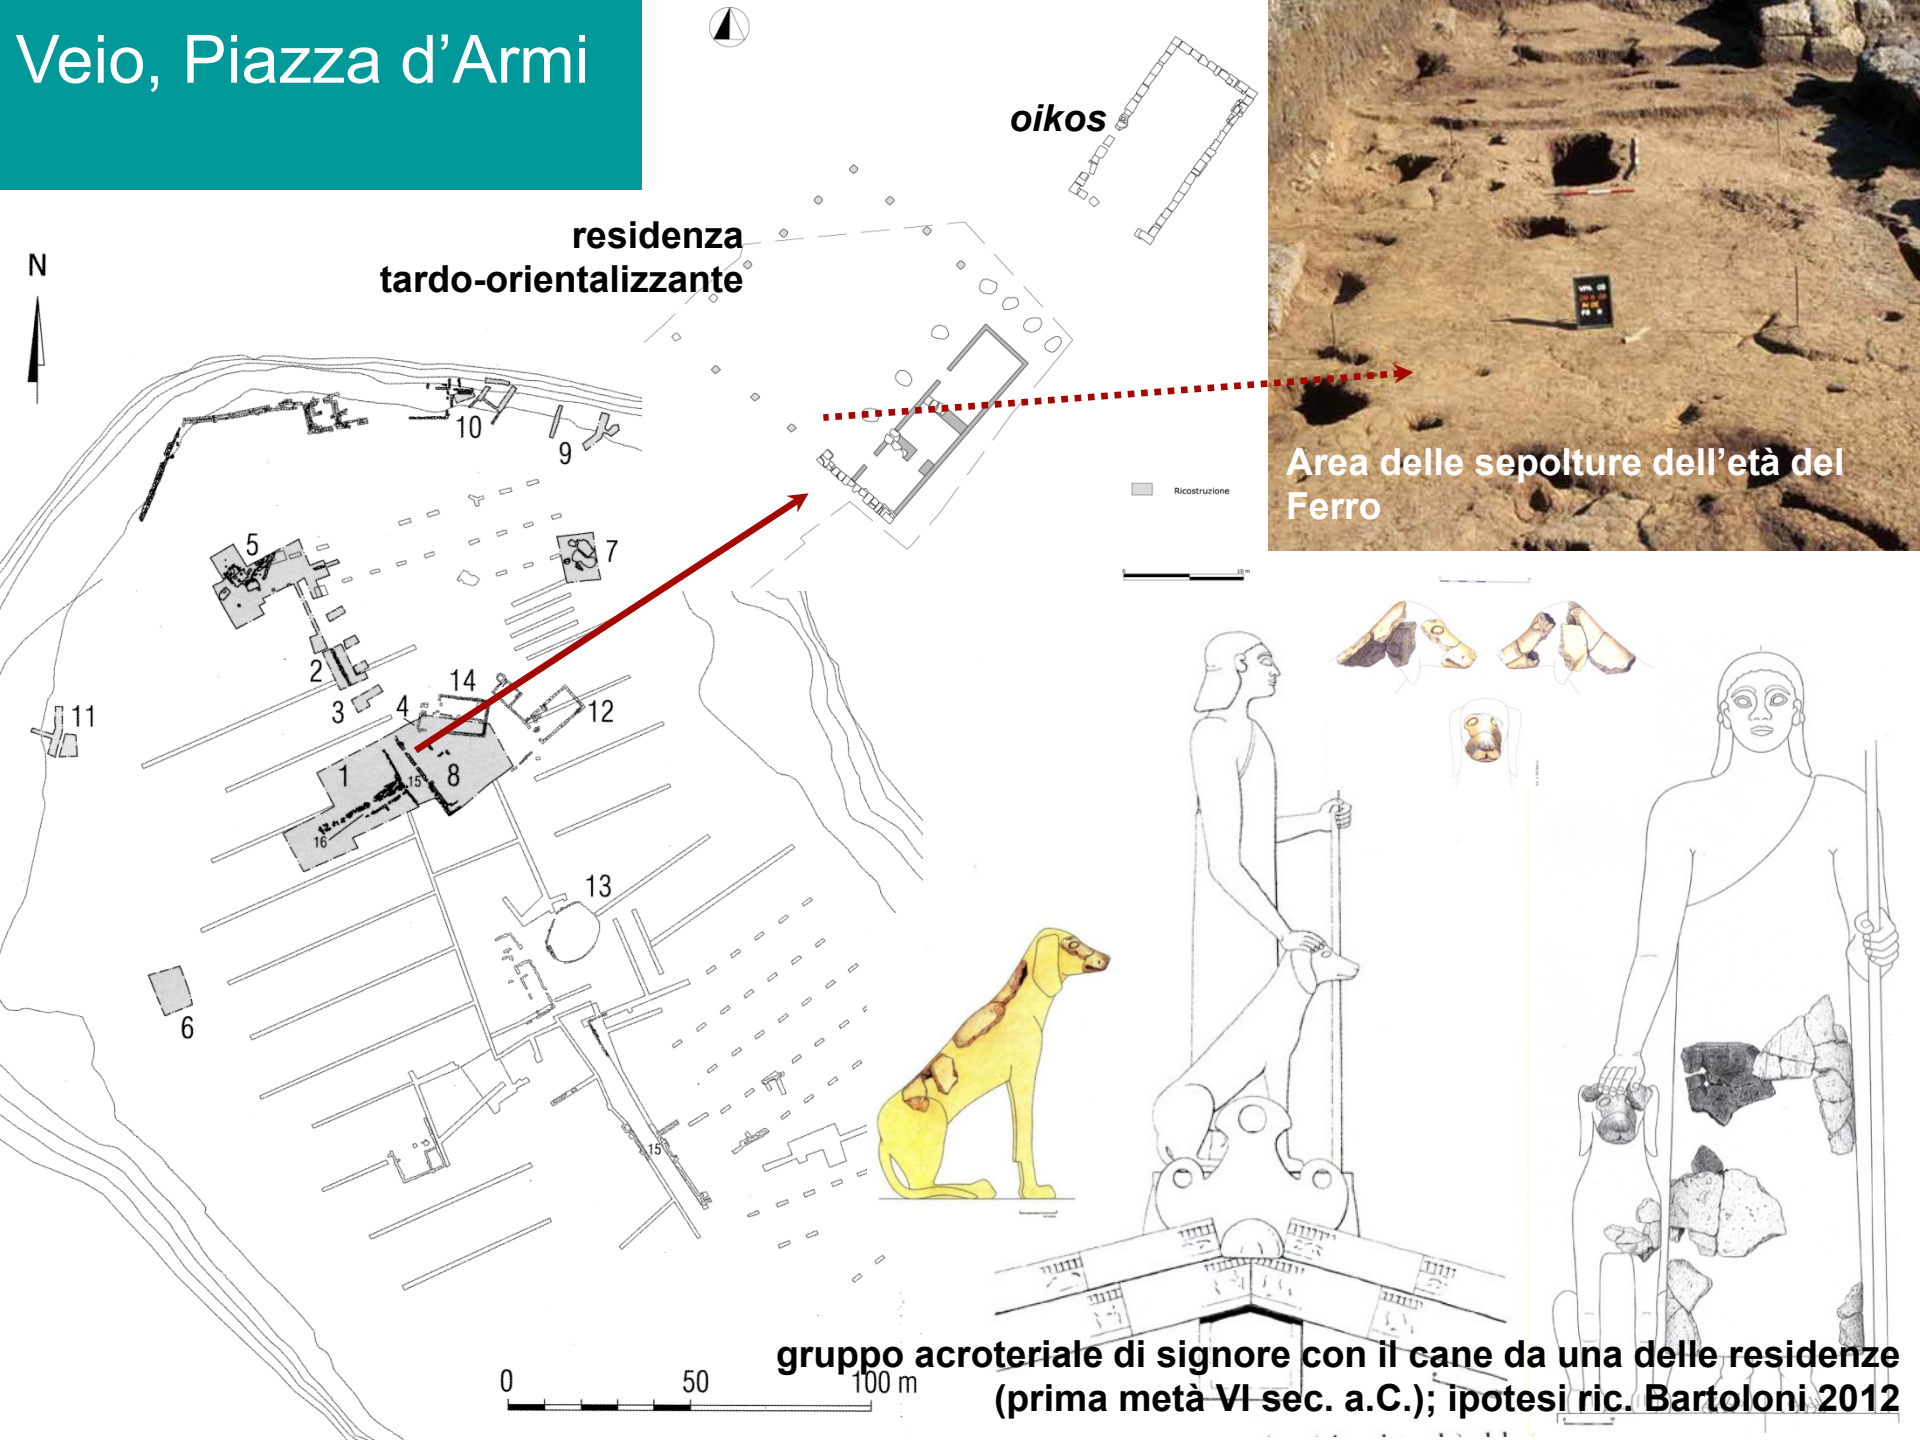 Veio, Piazza d’Armi
oikos
residenza
tardo-orientalizzante
N
Ricostruzione
0
10 m
Area delle sepolture dell’età del
Ferro
10
9
5
7
2
3
14
4
12
11
1
15
8
16
13
6
15
0
50
100 m
gruppo acroteriale di signore con il cane da una delle residenze
(prima metà VI sec. a.C.); ipotesi ric. Bartoloni 2012